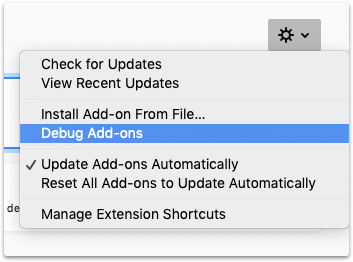 Check for Updates
View Recent Updates
Install Add-on From File...
Debug Add-ons
✓ Update Add-ons Automatically
Reset All Add-ons to Update Automatically
de
Manage Extension Shortcuts